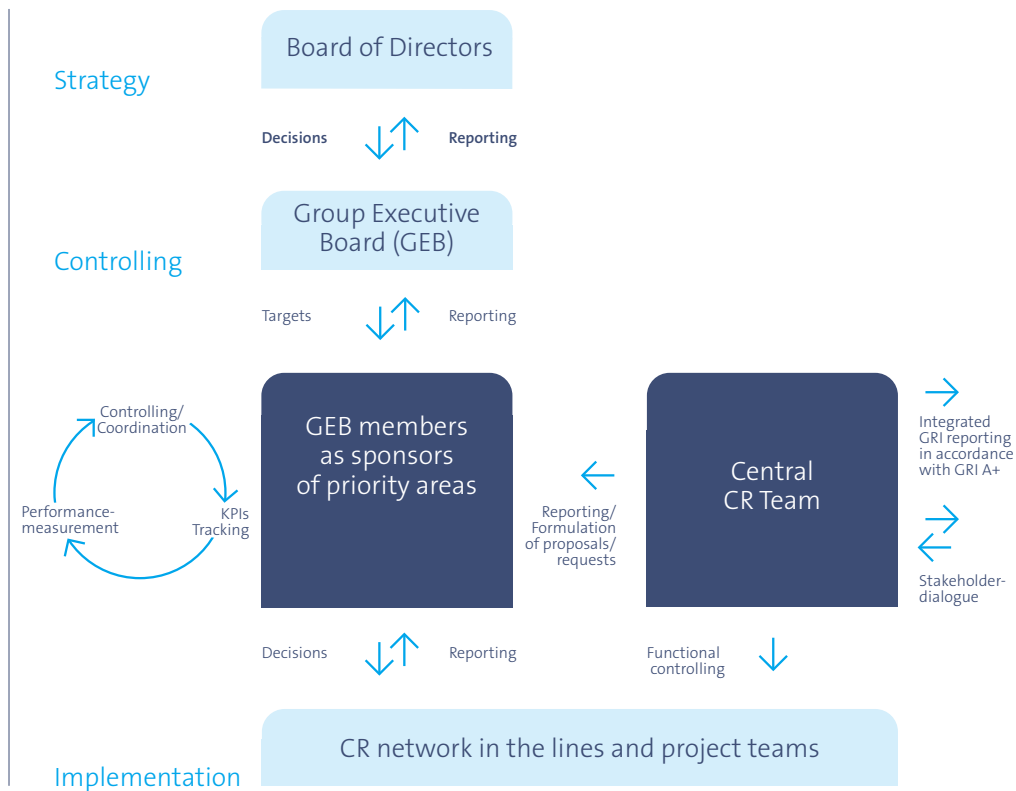 Board of Directors
Strategy
Decisions
Reporting
Group Executive
Board (GEB)
Controlling
Targets
Reporting
Controlling/
Coordination
Performance-
measurement
KPIs
Tracking
GEB members
as sponsors
of priority areas
Reporting/
Formulation
of proposals/
requests
Central
CR Team
Integrated
GRI reporting
in accordance
with GRI A+
Stakeholder-
dialogue
Decisions
Reporting
Functional
controlling
CR network in the lines and project teams
Implementation